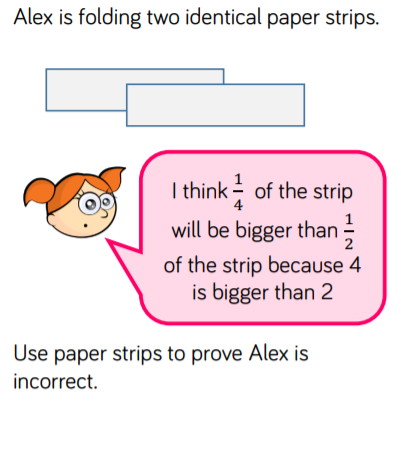 Alex is folding two identical paper strips.
I think 1/4 of the strip
will be bigger than 1/2
of the strip because 4
is bigger than 2
Use paper strips to prove Alex is
incorrect.